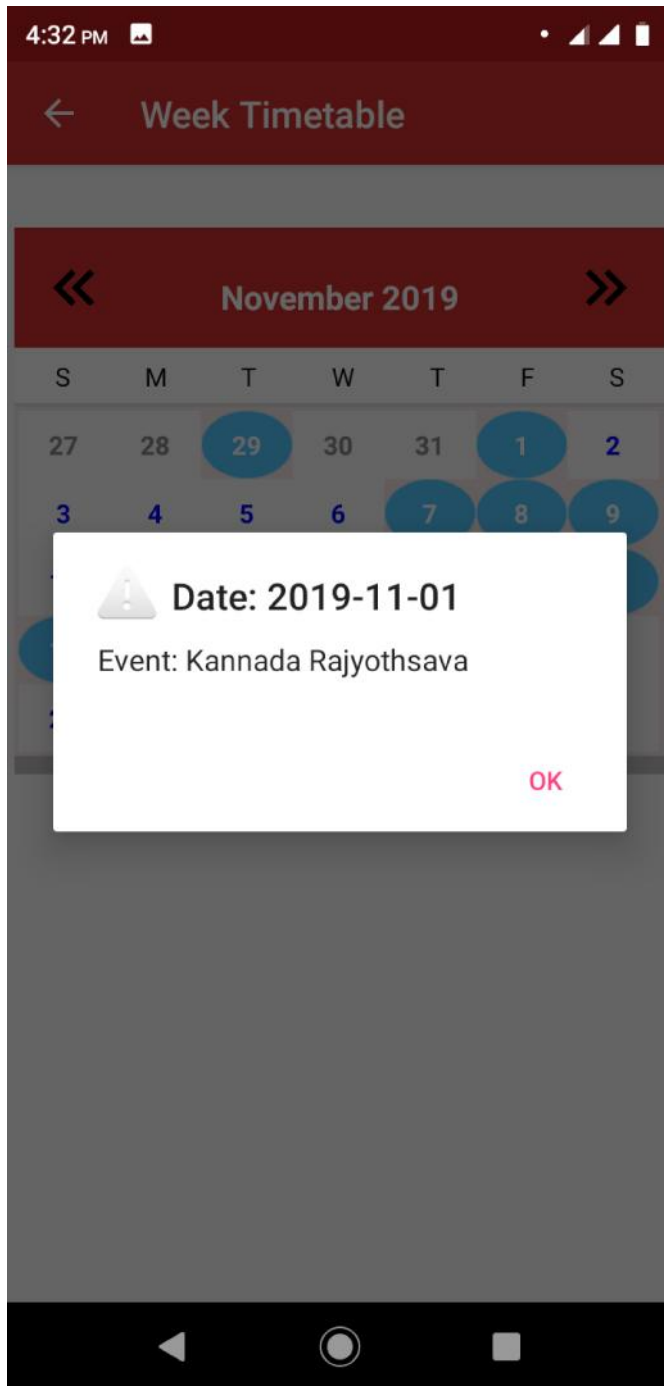 4:32 PM
Week Timetable
November 2019
S M T W T F S
27 28 29 30 31 1 2
3 4 5 6 7 8 9
Date: 2019-11-01
Event: Kannada Rajyothsava
OK